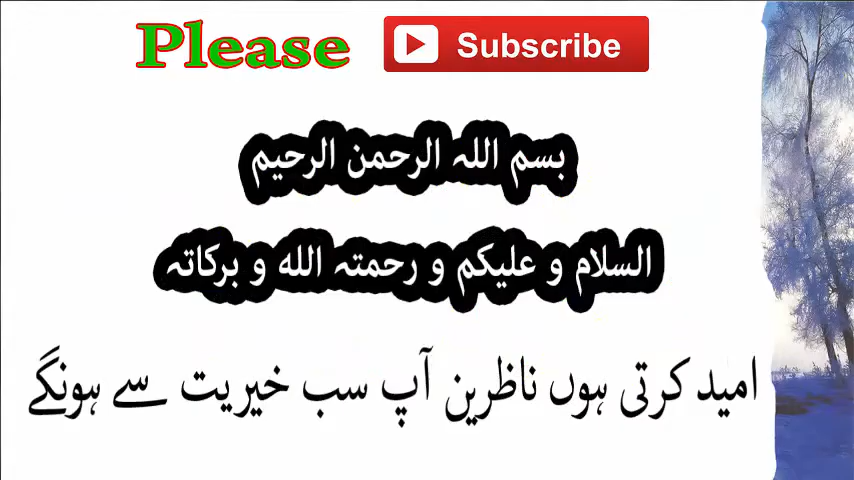 Please Subscribe
بسم اللہ الرحمن الرحیم
السلام و علیکم و رحمتہ الله و برکاتہ
امید کرتی ہوں ناظرین آپ سب خیریت سے ہونگے